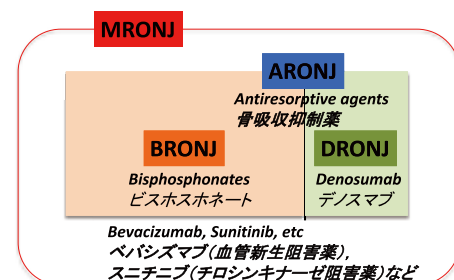 MRONJ
ARONJ
Antiresorptive agents
骨吸収抑制薬
BRONJ
DRONJ
Bisphosphonates
Denosumab
ビスホスホネート
デノスマブ
Bevacizumab, Sunitinib, etc
ベバシズマブ（血管新生阻害薬）,
スニチニブ（チロシンキナーゼ阻害薬）など